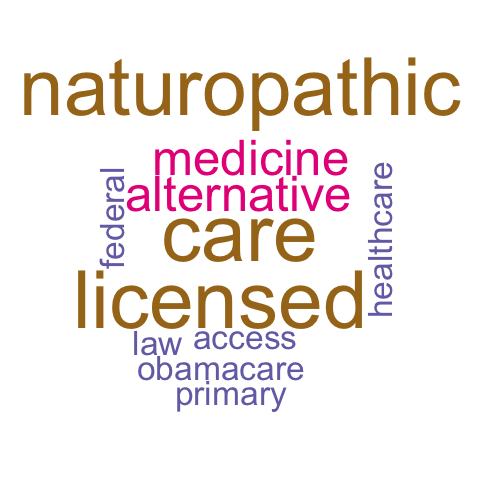 naturopathic
medicine
federal
alternative
healthcare
care
licensed
law
access
obamacare
primary